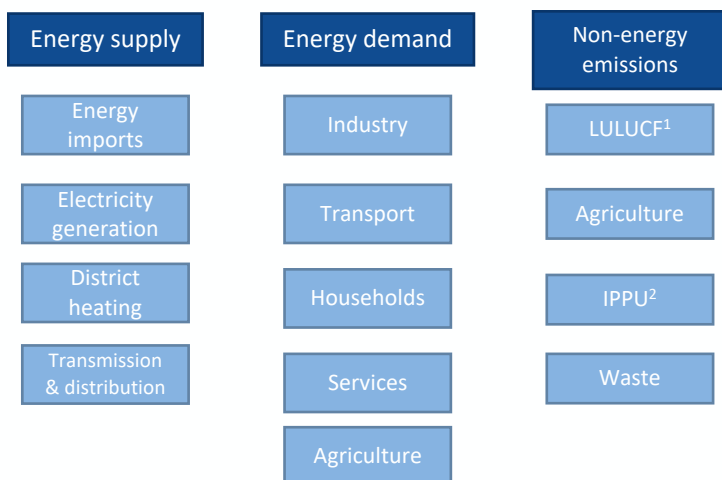 Energy supply
Energy
imports
Electricity
generation
District
heating
Transmission
& distribution
Energy demand
Industry
Transport
Households
Services
Agriculture
Non-energy
emissions
LULUCF¹
Agriculture
IPPU²
Waste